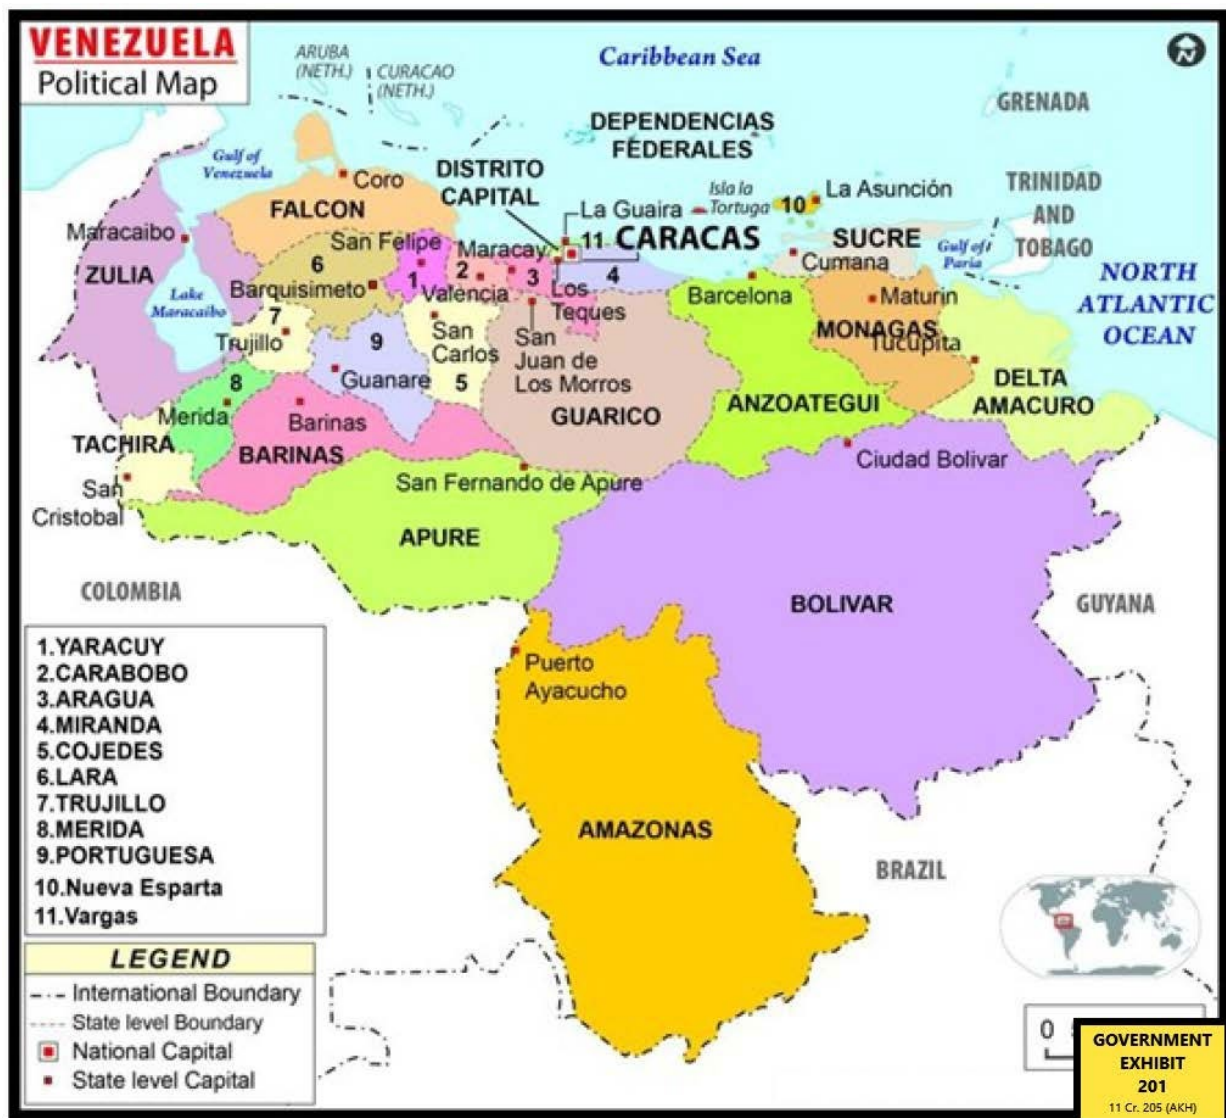 VENEZUELA
Political Map
ARUBA
(NETH.)
CURACAO
(NETH.)
Caribbean Sea
N
GRENADA
DEPENDENCIAS
FEDERALES
Gulf of
Venezuela
DISTRITO
CAPITAL
Coro
Isla la
Tortuga
10
La Asunción
TRINIDAD
AND
TOBAGO
FALCON
La Guaira
Maracaibo
San Felipe
Maracay
11
CARACAS
SUCRE
Gulf of
Paria
ZULIA
6
1
2
3
4
Cumana
NORTH
ATLANTIC
OCEAN
Lake
Maracaibo
Barquisimeto
Valencia
Los
Teques
Barcelona
Maturin
7
Trujillo
9
San
Carlos
San
Juan de
Los Morros
MONAGAS
Tucupita
8
Guanare
5
DELTA
AMACURO
Merida
Barinas
GUARICO
ANZOATEGUI
TACHIRA
BARINAS
Ciudad Bolivar
San
Cristobal
San Fernando de Apure
APURE
COLOMBIA
BOLIVAR
GUYANA
1.YARACUY
2.CARABOBO
3.ARAGUA
4.MIRANDA
5.COJEDES
6.LARA
7.TRUJILLO
8.MERIDA
9.PORTUGUESA
10.Nueva Esparta
11.Vargas
Puerto
Ayacucho
AMAZONAS
BRAZIL
LEGEND
International Boundary
State level Boundary
National Capital
State level Capital
0
GOVERNMENT
EXHIBIT
201
11 Cr. 205 (AKH)